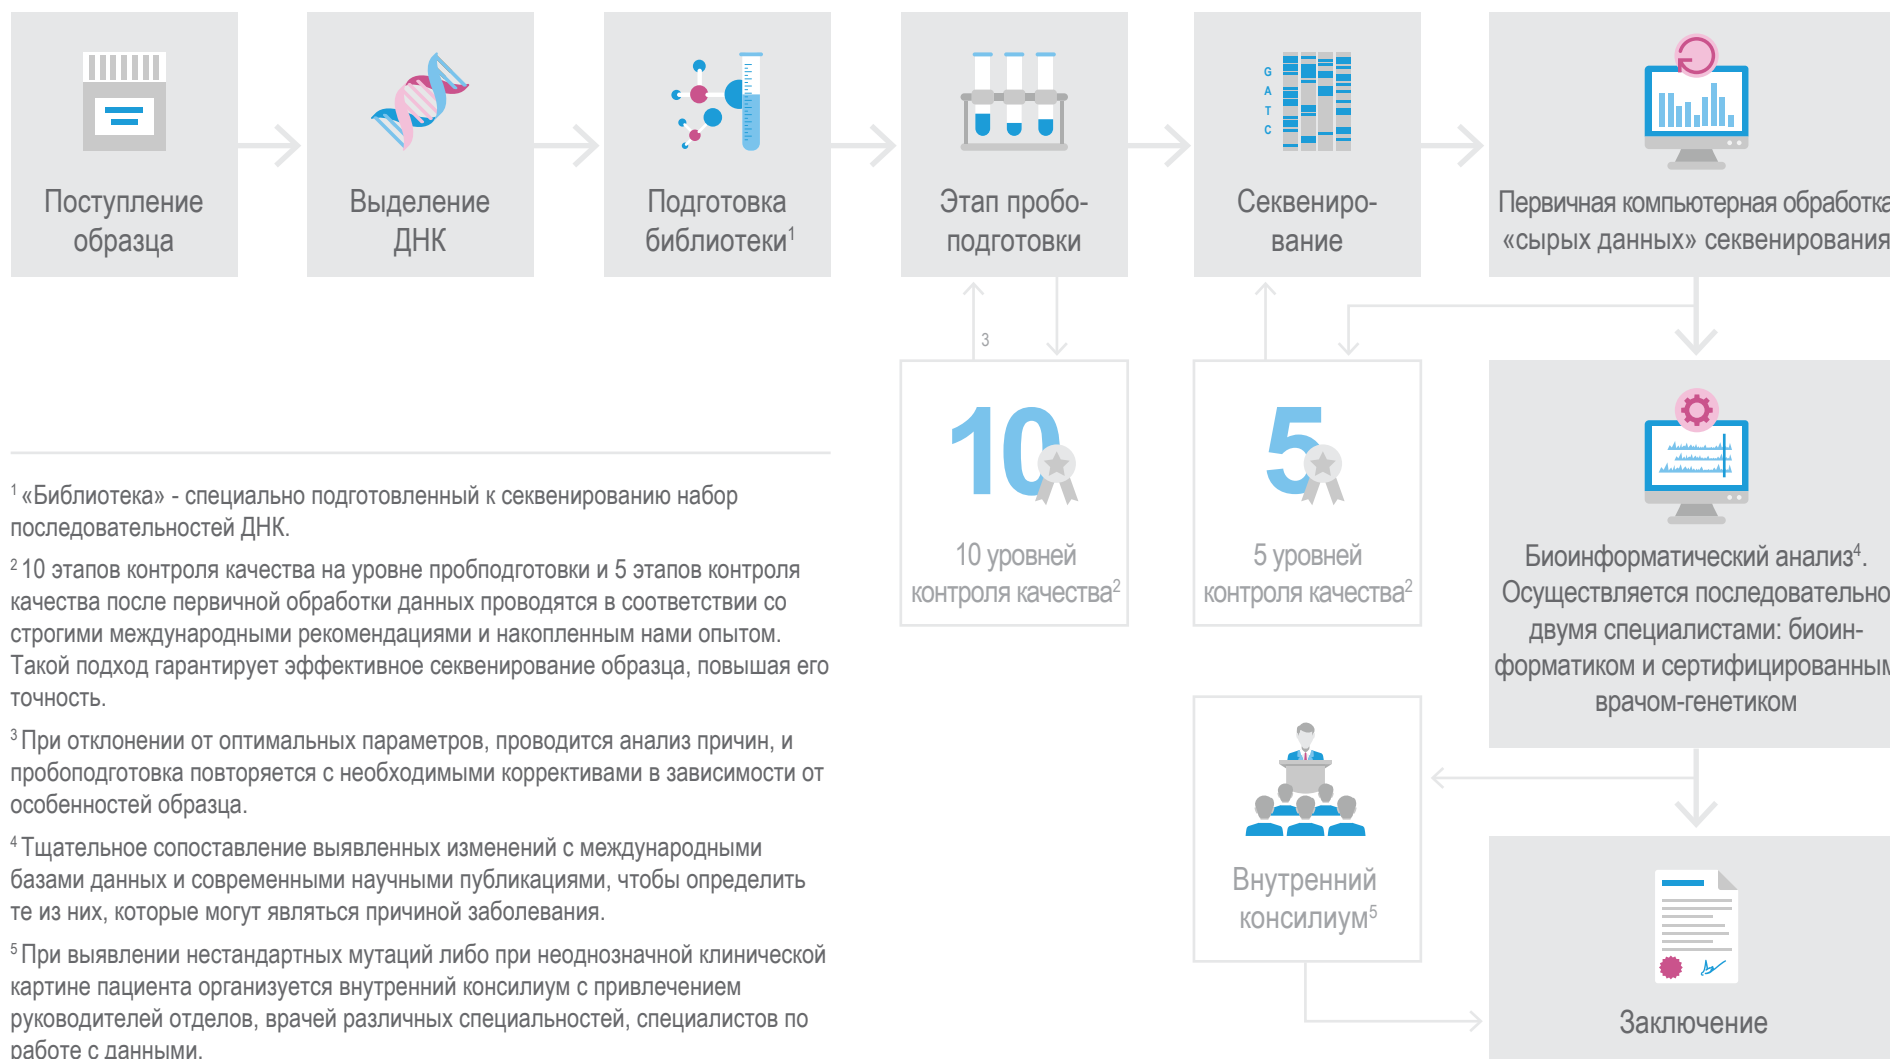 Поступление
образца
Выделение
ДНК
Подготовка
библиотеки¹
Этап пробо-
подготовки
G
A
T
C
Секвениро-
вание
Первичная компьютерная обработка
«сырых данных» секвенирования
3
10
10 уровней
контроля качества²
5
5 уровней
контроля качества²
Биоинформатический анализ⁴.
Осуществляется последовательно
двумя специалистами: биоин-
форматиком и сертифицированным
врачом-генетиком
Внутренний
консилиум⁵
Заключение
¹ «Библиотека» - специально подготовленный к секвенированию набор
последовательностей ДНК.
² 10 этапов контроля качества на уровне пробподготовки и 5 этапов контроля
качества после первичной обработки данных проводятся в соответствии со
строгими международными рекомендациями и накопленным нами опытом.
Такой подход гарантирует эффективное секвенирование образца, повышая его
точность.
³ При отклонении от оптимальных параметров, проводится анализ причин, и
пробоподготовка повторяется с необходимыми коррективами в зависимости от
особенностей образца.
⁴ Тщательное сопоставление выявленных изменений с международными
базами данных и современными научными публикациями, чтобы определить
те из них, которые могут являться причиной заболевания.
⁵ При выявлении нестандартных мутаций либо при неоднозначной клинической
картине пациента организуется внутренний консилиум с привлечением
руководителей отделов, врачей различных специальностей, специалистов по
работе с данными.